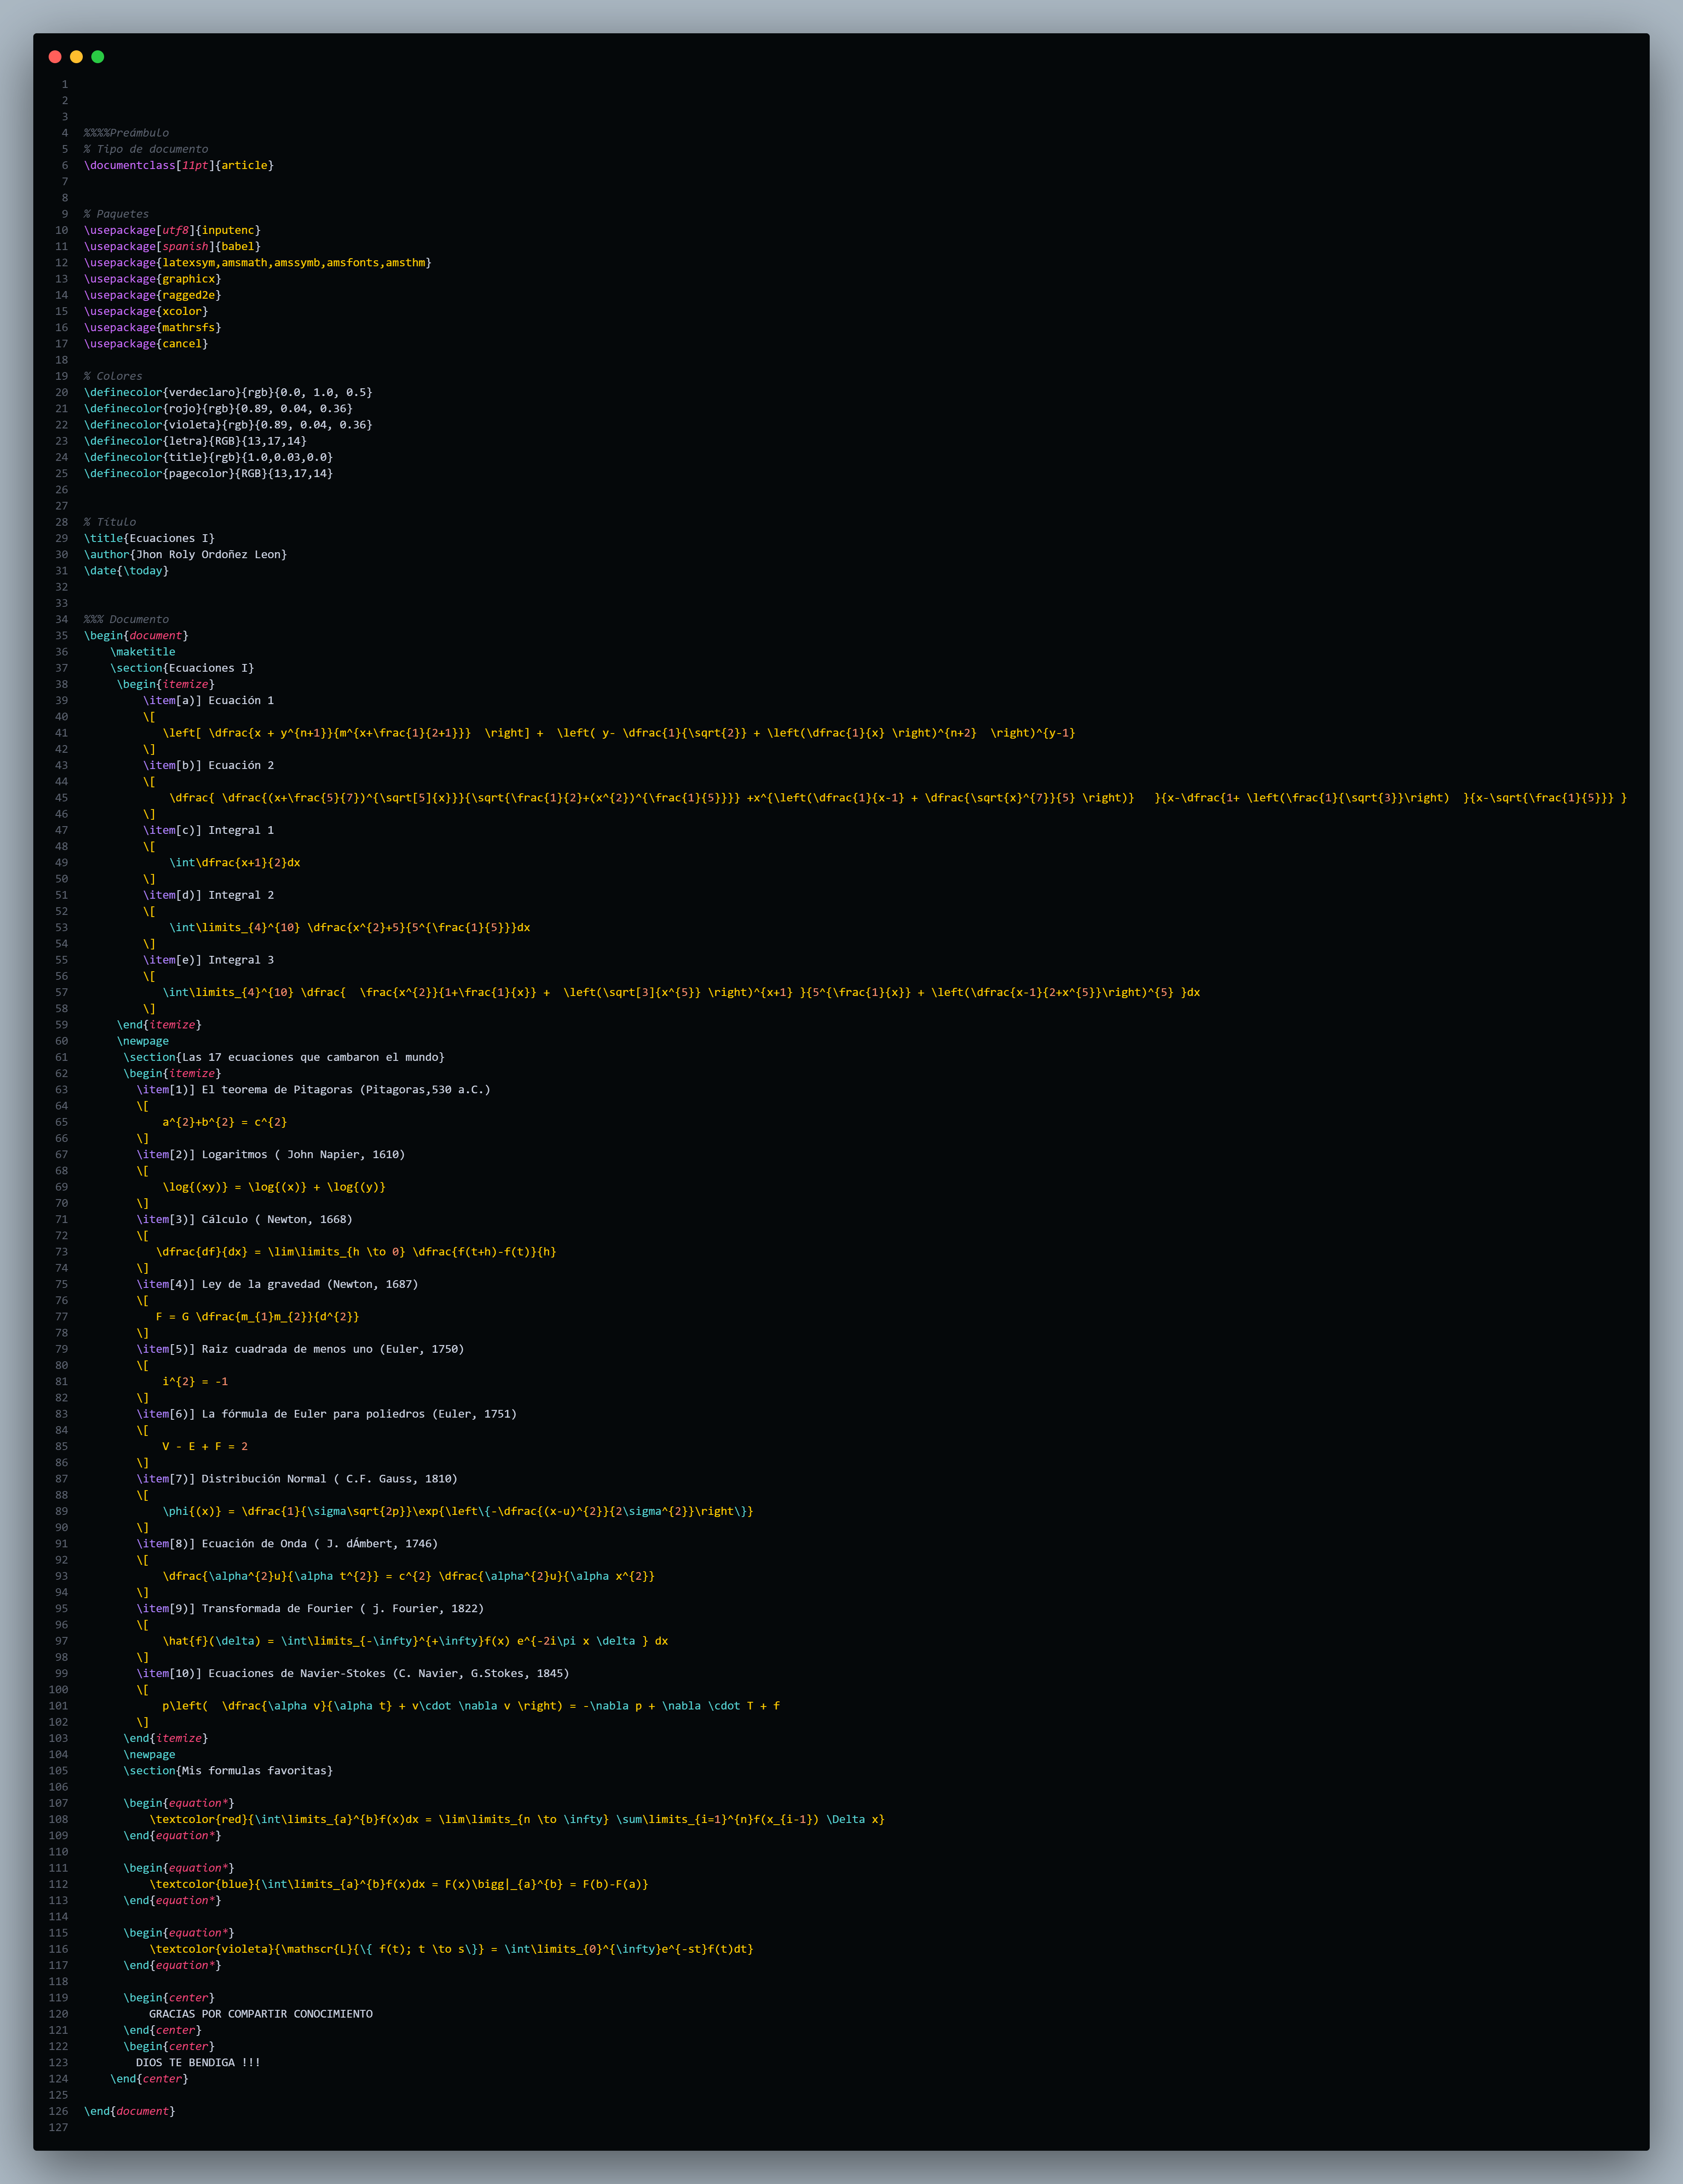 1
2
3
4 %%%%Preámbulo
5 % Tipo de documento
6 \documentclass[11pt]{article}
7
8
9 % Paquetes
10 \usepackage[utf8]{inputenc}
11 \usepackage[spanish]{babel}
12 \usepackage{latexsym,amsmath,amssymb,amsfonts,amsthm}
13 \usepackage{graphicx}
14 \usepackage{ragged2e}
15 \usepackage{xcolor}
16 \usepackage{mathrsfs}
17 \usepackage{cancel}
18
19 % Colores
20 \definecolor{verdeclaro}{rgb}{0.0, 1.0, 0.5}
21 \definecolor{rojo}{rgb}{0.89, 0.04, 0.36}
22 \definecolor{violeta}{rgb}{0.89, 0.04, 0.36}
23 \definecolor{letra}{RGB}{13,17,14}
24 \definecolor{title}{rgb}{1.0,0.03,0.0}
25 \definecolor{pagecolor}{RGB}{13,17,14}
26
27
28 % Título
29 \title{Ecuaciones I}
30 \author{Jhon Roly Ordoñez Leon}
31 \date{\today}
32
33
34 %%% Documento
35 \begin{document}
36 \maketitle
37 \section{Ecuaciones I}
38 \begin{itemize}
39 \item[a)] Ecuación 1
40 \[
41 \left[ \dfrac{x + y^{n+1}}{m^{x+\frac{1}{2+1}}}  \right] +  \left( y- \dfrac{1}{\sqrt{2}} + \left(\dfrac{1}{x} \right)^{n+2}  \right)^{y-1}
42 \]
43 \item[b)] Ecuación 2
44 \[
45 \dfrac{ \dfrac{(x+\frac{5}{7})^{\sqrt[5]{x}}}{\sqrt{\frac{1}{2}+(x^{2})^{\frac{1}{5}}}} +x^{\left(\dfrac{1}{x-1} + \dfrac{\sqrt{x}^{7}}{5} \right)}   }{x-\dfrac{1+ \left(\frac{1}{\sqrt{3}}\right)  }{x-\sqrt{\frac{1}{5}}} }
46 \]
47 \item[c)] Integral 1
48 \[
49 \int\dfrac{x+1}{2}dx
50 \]
51 \item[d)] Integral 2
52 \[
53 \int\limits_{4}^{10} \dfrac{x^{2}+5}{5^{\frac{1}{5}}}dx
54 \]
55 \item[e)] Integral 3
56 \[
57 \int\limits_{4}^{10} \dfrac{  \frac{x^{2}}{1+\frac{1}{x}} +  \left(\sqrt[3]{x^{5}} \right)^{x+1} }{5^{\frac{1}{x}} + \left(\dfrac{x-1}{2+x^{5}}\right)^{5} }dx
58 \]
59 \end{itemize}
60 \newpage
61 \section{Las 17 ecuaciones que cambaron el mundo}
62 \begin{itemize}
63 \item[1)] El teorema de Pitagoras (Pitagoras,530 a.C.)
64 \[
65 a^{2}+b^{2} = c^{2}
66 \]
67 \item[2)] Logaritmos ( John Napier, 1610)
68 \[
69 \log{(xy)} = \log{(x)} + \log{(y)}
70 \]
71 \item[3)] Cálculo ( Newton, 1668)
72 \[
73 \dfrac{df}{dx} = \lim\limits_{h \to 0} \dfrac{f(t+h)-f(t)}{h}
74 \]
75 \item[4)] Ley de la gravedad (Newton, 1687)
76 \[
77 F = G \dfrac{m_{1}m_{2}}{d^{2}}
78 \]
79 \item[5)] Raiz cuadrada de menos uno (Euler, 1750)
80 \[
81 i^{2} = -1
82 \]
83 \item[6)] La fórmula de Euler para poliedros (Euler, 1751)
84 \[
85 V - E + F = 2
86 \]
87 \item[7)] Distribución Normal ( C.F. Gauss, 1810)
88 \[
89 \phi{(x)} = \dfrac{1}{\sigma\sqrt{2p}}\exp{\left\{-\dfrac{(x-u)^{2}}{2\sigma^{2}}\right\}}
90 \]
91 \item[8)] Ecuación de Onda ( J. dÁmbert, 1746)
92 \[
93 \dfrac{\alpha^{2}u}{\alpha t^{2}} = c^{2} \dfrac{\alpha^{2}u}{\alpha x^{2}}
94 \]
95 \item[9)] Transformada de Fourier ( j. Fourier, 1822)
96 \[
97 \hat{f}(\delta) = \int\limits_{-\infty}^{+\infty}f(x) e^{-2i\pi x \delta } dx
98 \]
99 \item[10)] Ecuaciones de Navier-Stokes (C. Navier, G.Stokes, 1845)
100 \[
101 p\left(  \dfrac{\alpha v}{\alpha t} + v\cdot \nabla v \right) = -\nabla p + \nabla \cdot T + f
102 \]
103 \end{itemize}
104 \newpage
105 \section{Mis formulas favoritas}
106
107 \begin{equation*}
108 \textcolor{red}{\int\limits_{a}^{b}f(x)dx = \lim\limits_{n \to \infty} \sum\limits_{i=1}^{n}f(x_{i-1}) \Delta x}
109 \end{equation*}
110
111 \begin{equation*}
112 \textcolor{blue}{\int\limits_{a}^{b}f(x)dx = F(x)\bigg|_{a}^{b} = F(b)-F(a)}
113 \end{equation*}
114
115 \begin{equation*}
116 \textcolor{violeta}{\mathscr{L}{\{ f(t); t \to s\}} = \int\limits_{0}^{\infty}e^{-st}f(t)dt}
117 \end{equation*}
118
119 \begin{center}
120 GRACIAS POR COMPARTIR CONOCIMIENTO
121 \end{center}
122 \begin{center}
123 DIOS TE BENDIGA !!!
124 \end{center}
125
126 \end{document}
127